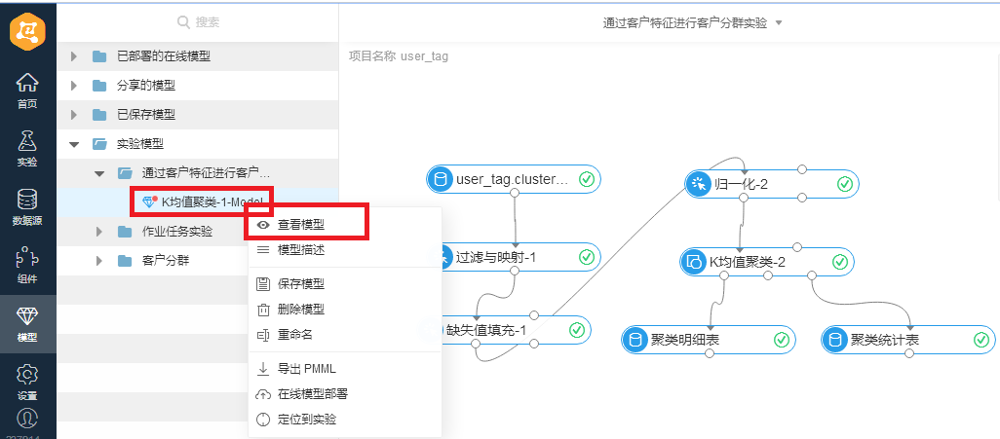 搜索
通过客户特征进行客户分群实验
项目名称 user_tag
首页
实验
数据源
组件
模型
设置
已部署的在线模型
分享的模型
已保存模型
实验模型
通过客户特征进行客户...
K均值聚类-1-Model
作业任务实验
客户分群
查看模型
模型描述
保存模型
删除模型
重命名
导出 PMML
在线模型部署
定位到实验
user_tag.cluster...
过滤与映射-1
缺失值填充-1
归一化-2
K均值聚类-2
聚类明细表
聚类统计表